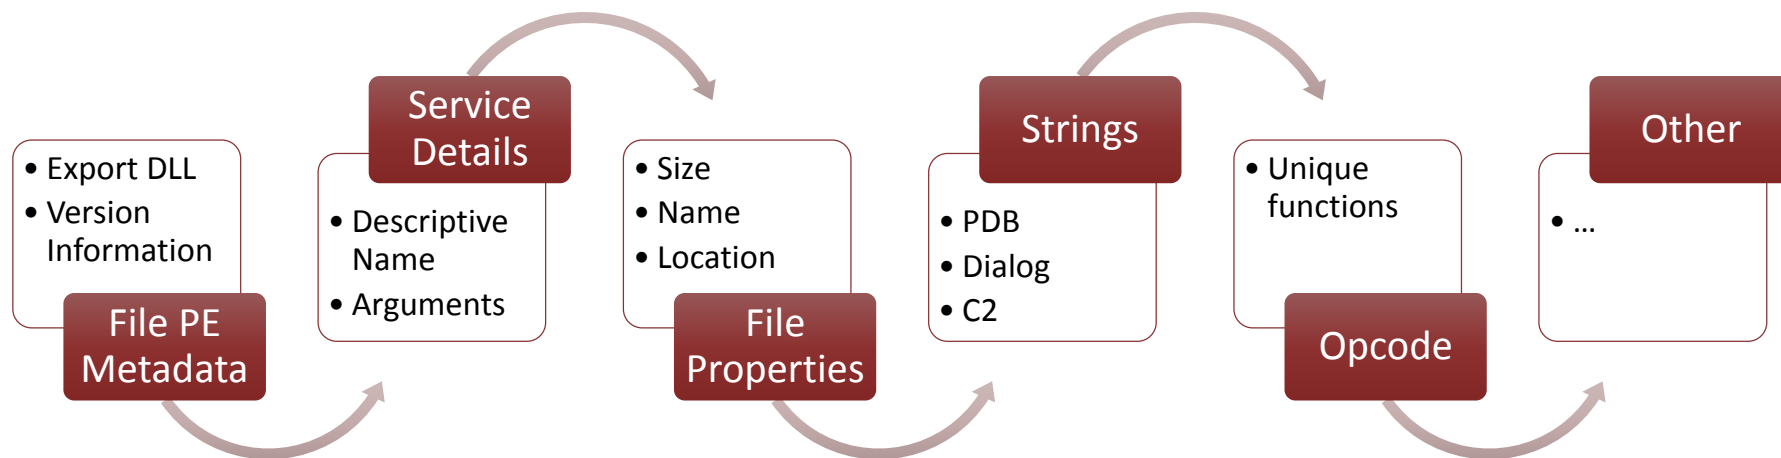 • Export DLL
• Version
Information
File PE
Metadata
Service
Details
• Descriptive
Name
• Arguments
• Size
• Name
• Location
File
Properties
Strings
• PDB
• Dialog
• C2
• Unique
functions
Opcode
Other
• ...